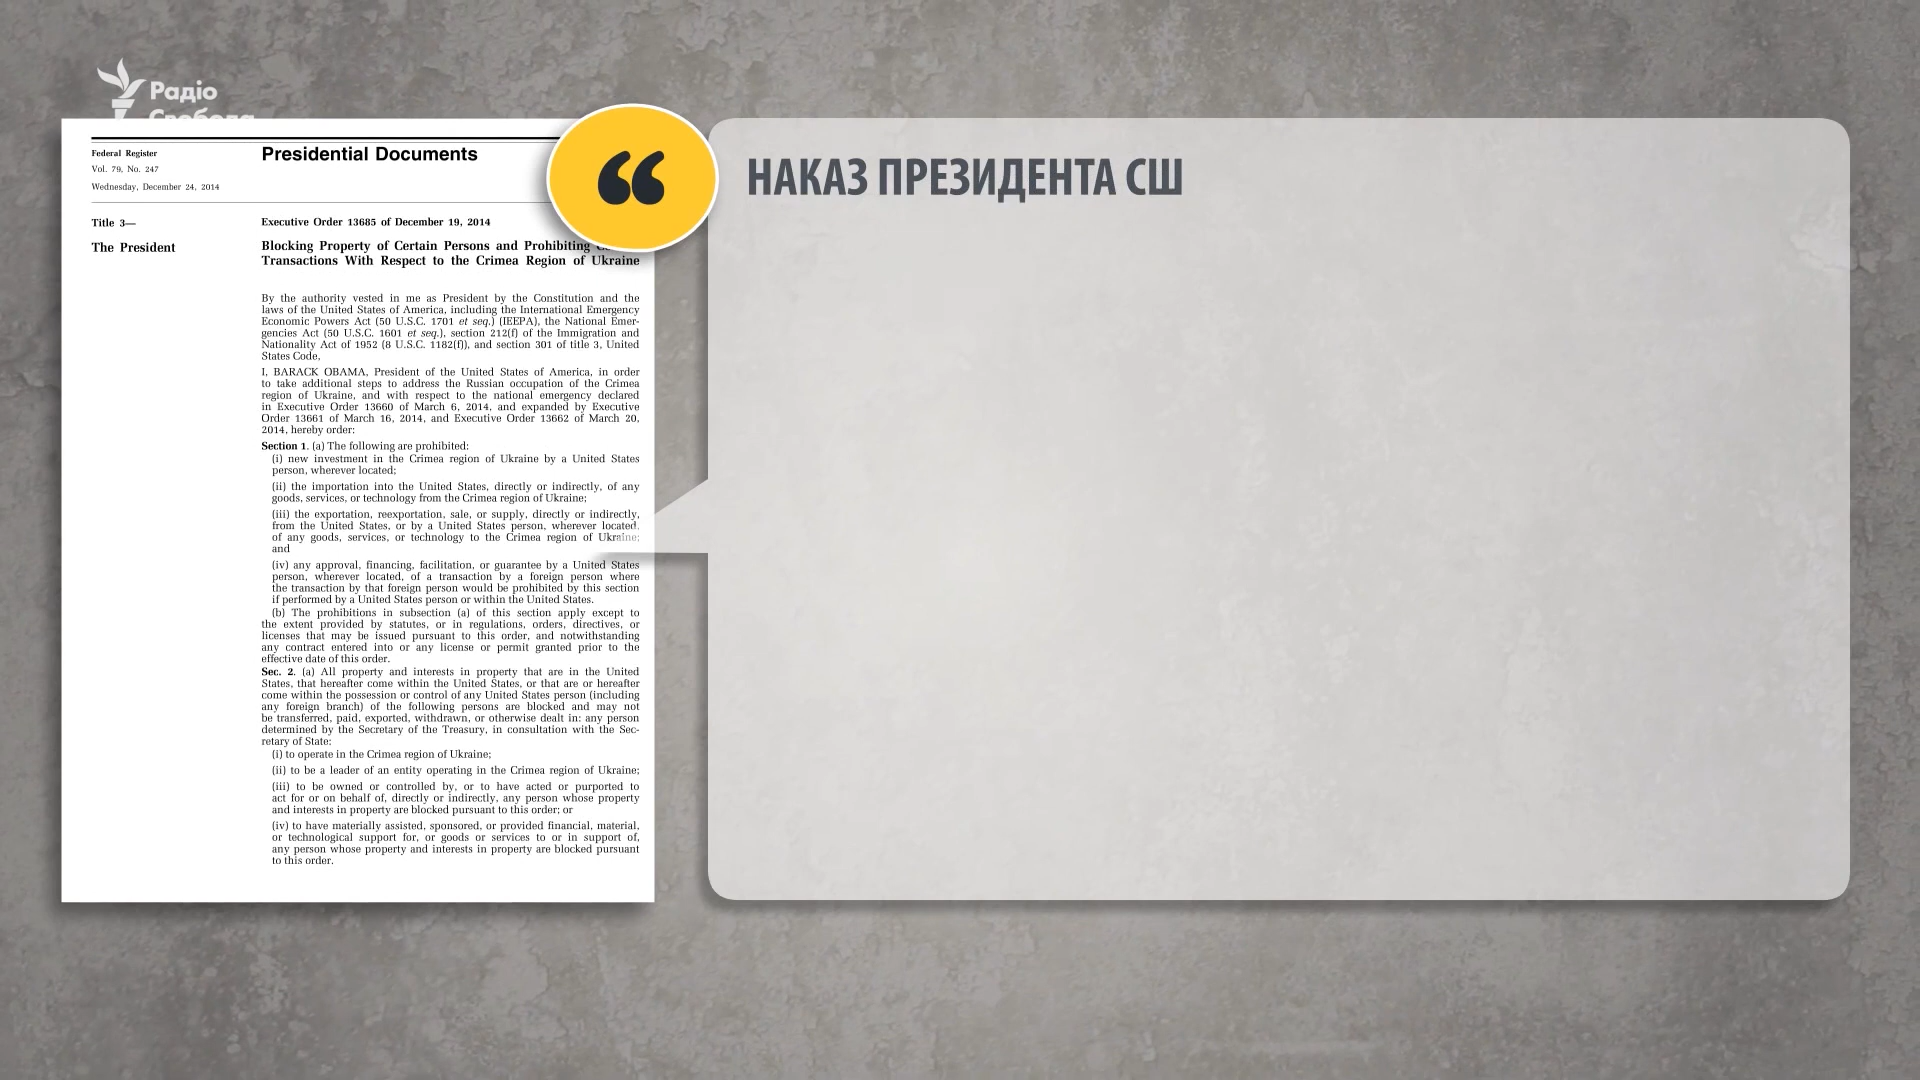 Радіо
Свобода
Federal Register
Vol. 79, No. 247
Wednesday, December 24, 2014
Presidential Documents
Title 3—
The President
Executive Order 13685 of December 19, 2014
Blocking Property of Certain Persons and Prohibiting
Transactions With Respect to the Crimea Region of Ukraine
By the authority vested in me as President by the Constitution and the
laws of the United States of America, including the International Emergency
Economic Powers Act (50 U.S.C. 1701 et seq.) (IEEPA), the National Emer-
gencies Act (50 U.S.C. 1601 et seq.), section 212(f) of the Immigration and
Nationality Act of 1952 (8 U.S.C. 1182(f)), and section 301 of title 3, United
States Code,
I, BARACK OBAMA, President of the United States of America, in order
to take additional steps to address the Russian occupation of the Crimea
region of Ukraine, and with respect to the national emergency declared
in Executive Order 13660 of March 6, 2014, and expanded by Executive
Order 13661 of March 16, 2014, and Executive Order 13662 of March 20,
2014, hereby order:
Section 1. (a) The following are prohibited:
(i) new investment in the Crimea region of Ukraine by a United States
person, wherever located;
(ii) the importation into the United States, directly or indirectly, of any
goods, services, or technology from the Crimea region of Ukraine;
(iii) the exportation, reexportation, sale, or supply, directly or indirectly,
from the United States, or by a United States person, wherever located,
of any goods, services, or technology to the Crimea region of Ukraine;
and
(iv) any approval, financing, facilitation, or guarantee by a United States
person, wherever located, of a transaction by a foreign person where
the transaction by that foreign person would be prohibited by this section
if performed by a United States person or within the United States.
(b) The prohibitions in subsection (a) of this section apply except to
the extent provided by statutes, or in regulations, orders, directives, or
licenses that may be issued pursuant to this order, and notwithstanding
any contract entered into or any license or permit granted prior to the
effective date of this order.
Sec. 2. (a) All property and interests in property that are in the United
States, that hereafter come within the United States, or that are or hereafter
come within the possession or control of any United States person (including
any foreign branch) of the following persons are blocked and may not
be transferred, paid, exported, withdrawn, or otherwise dealt in: any person
determined by the Secretary of the Treasury, in consultation with the Sec-
retary of State:
(i) to operate in the Crimea region of Ukraine;
(ii) to be a leader of an entity operating in the Crimea region of Ukraine;
(iii) to be owned or controlled by, or to have acted or purported to
act for or on behalf of, directly or indirectly, any person whose property
and interests in property are blocked pursuant to this order; or
(iv) to have materially assisted, sponsored, or provided financial, material,
or technological support for, or goods or services to or in support of,
any person whose property and interests in property are blocked pursuant
to this order.
НАКАЗ ПРЕЗИДЕНТА СШ